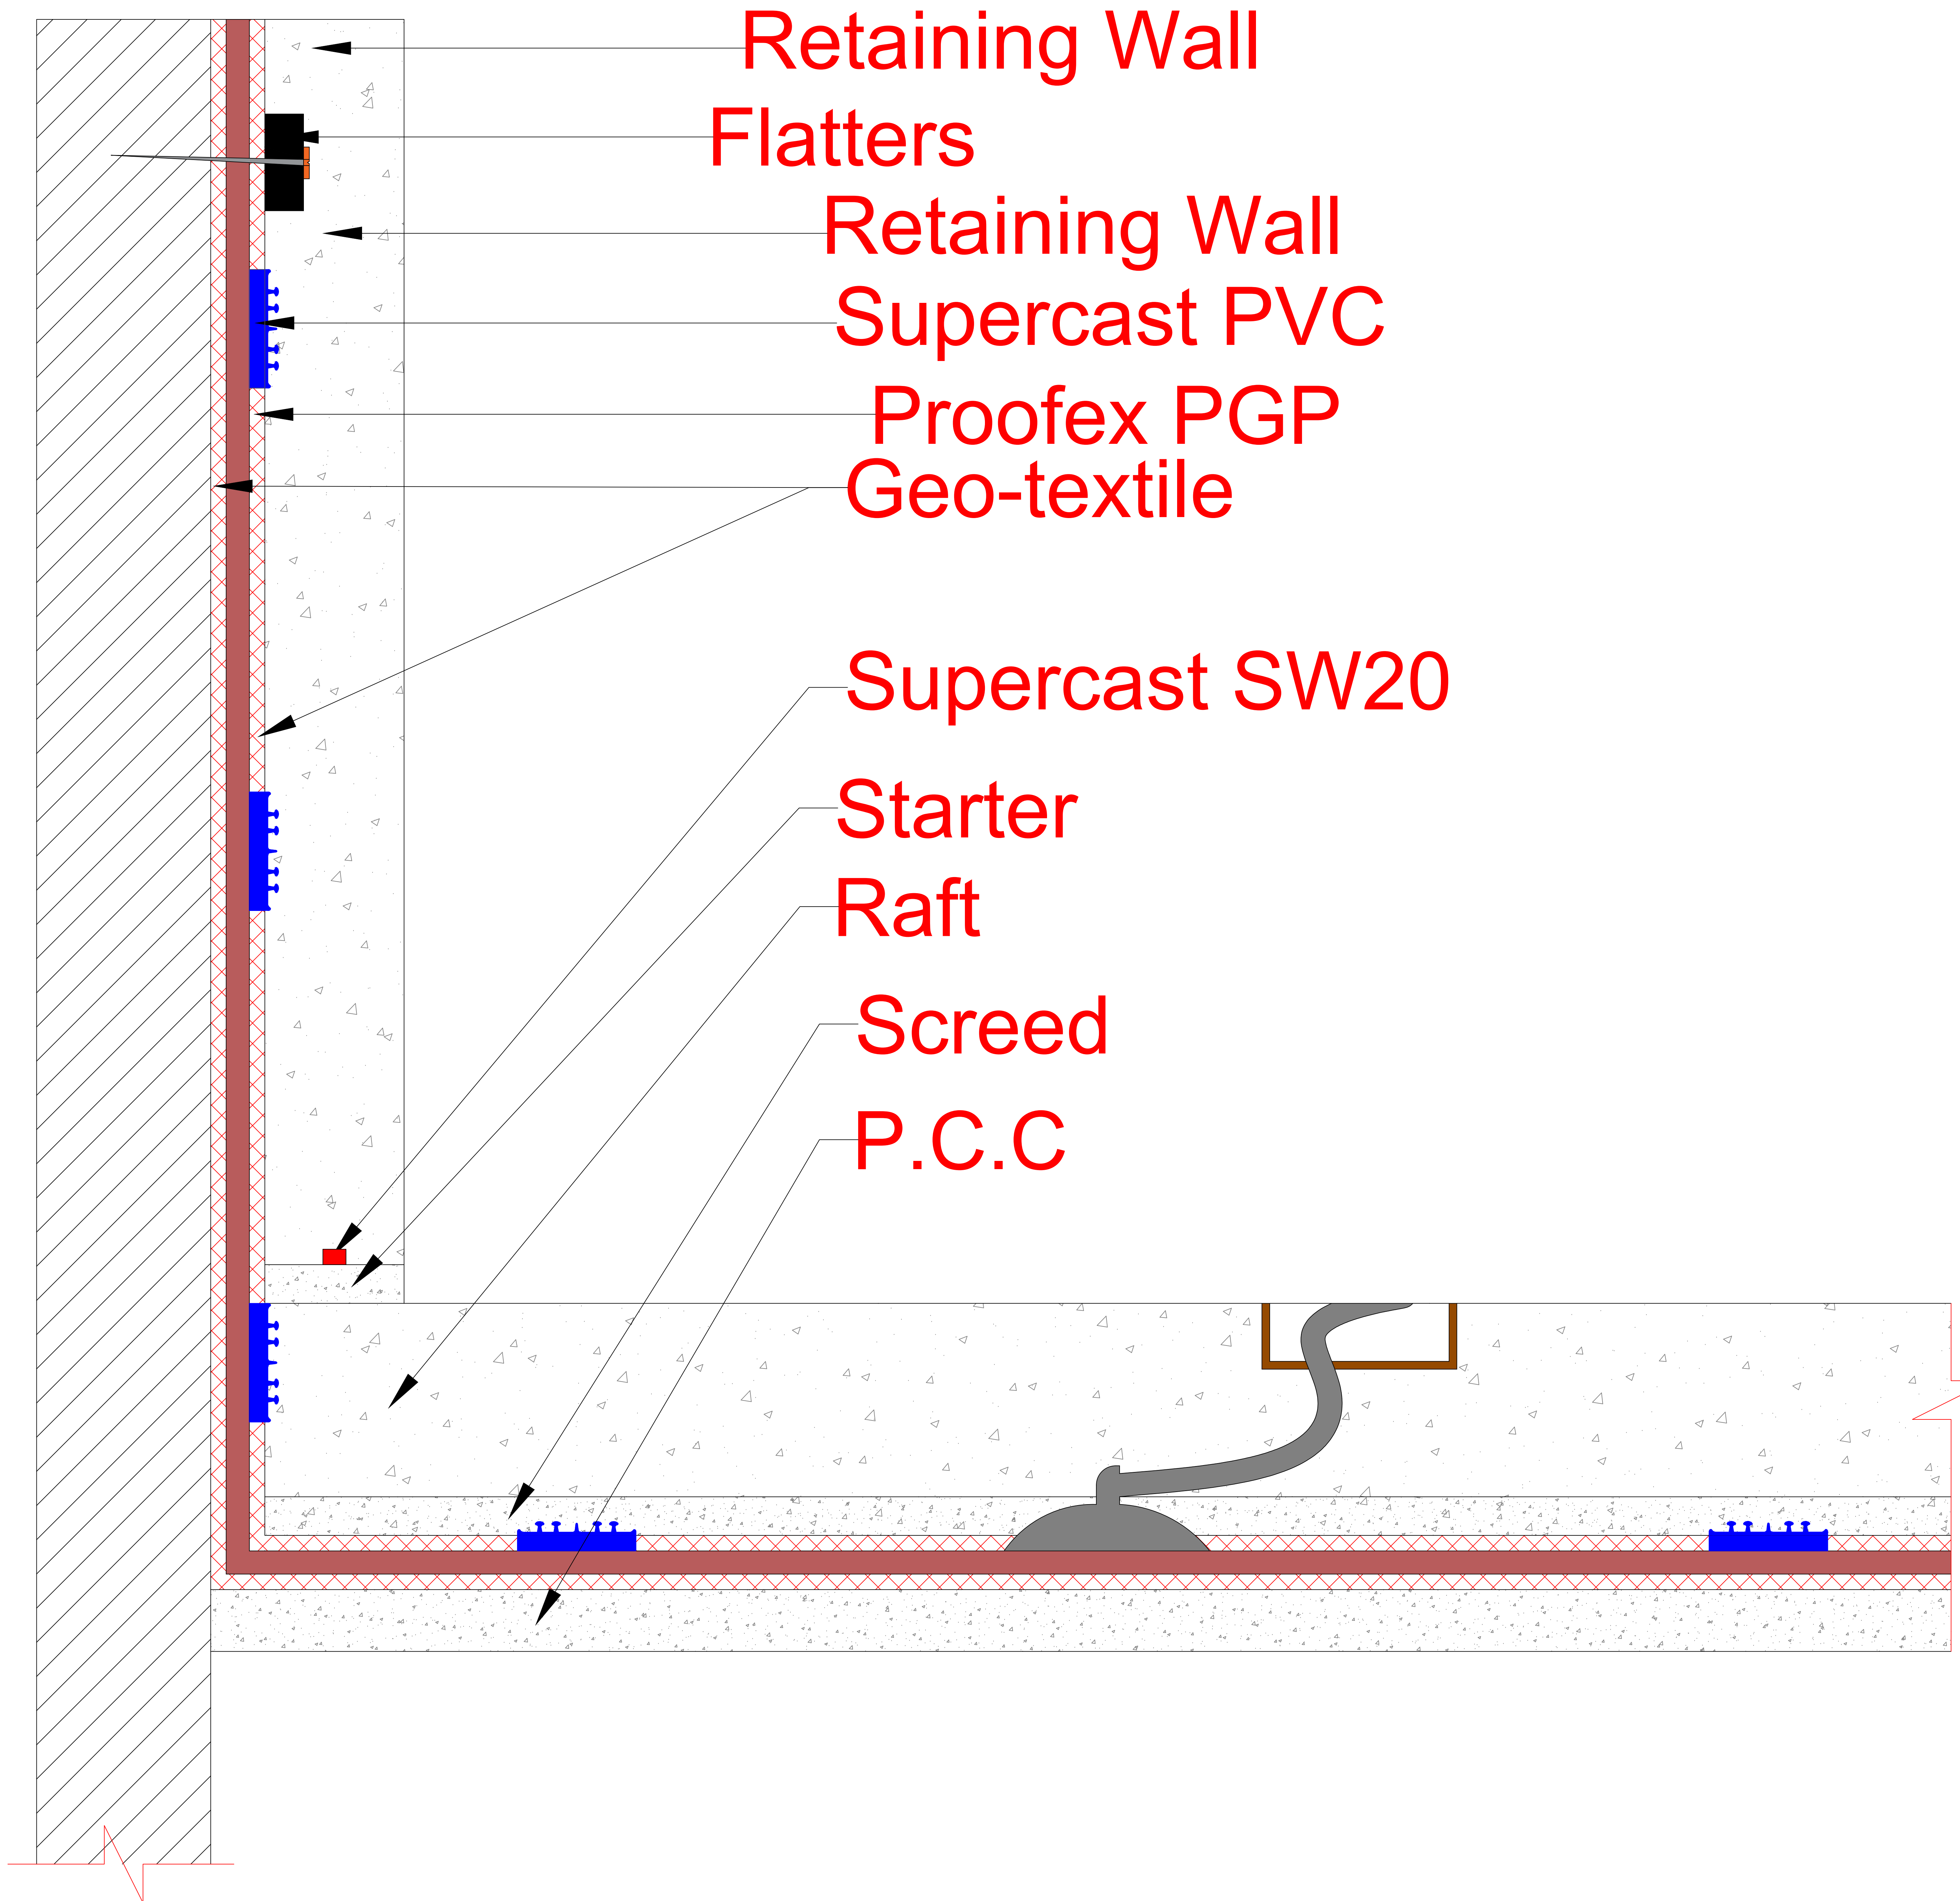 Retaining Wall
Flatters
Retaining Wall
Supercast PVC
Proofex PGP
Geo-textile
Supercast SW20
Starter
Raft
Screed
P.C.C